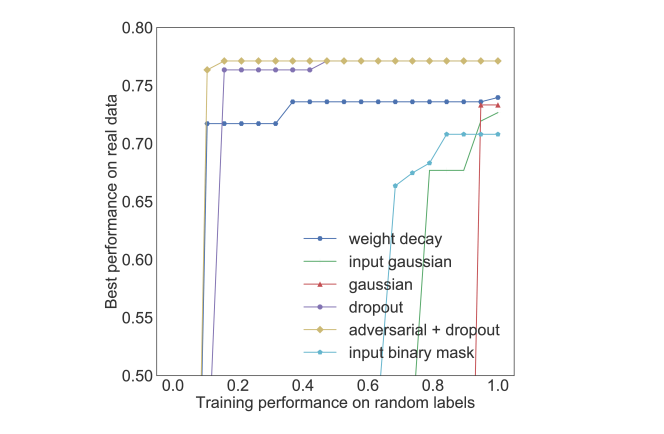 0.80
0.75
0.70
0.65
0.60
0.55
0.50
Best performance on real data
weight decay
input gaussian
gaussian
dropout
adversarial + dropout
input binary mask
0.0 0.2 0.4 0.6 0.8 1.0
Training performance on random labels